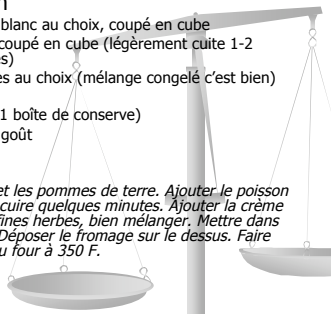 blanc au choix, coupé en cube
coupé en cube (légèrement cuite 1-2
es)
es au choix (mélange congelé c'est bien)
1 boîte de conserve)
goût
et les pommes de terre. Ajouter le poisson
cuire quelques minutes. Ajouter la crème
fines herbes, bien mélanger. Mettre dans
Déposer le fromage sur le dessus. Faire
u four à 350 F.